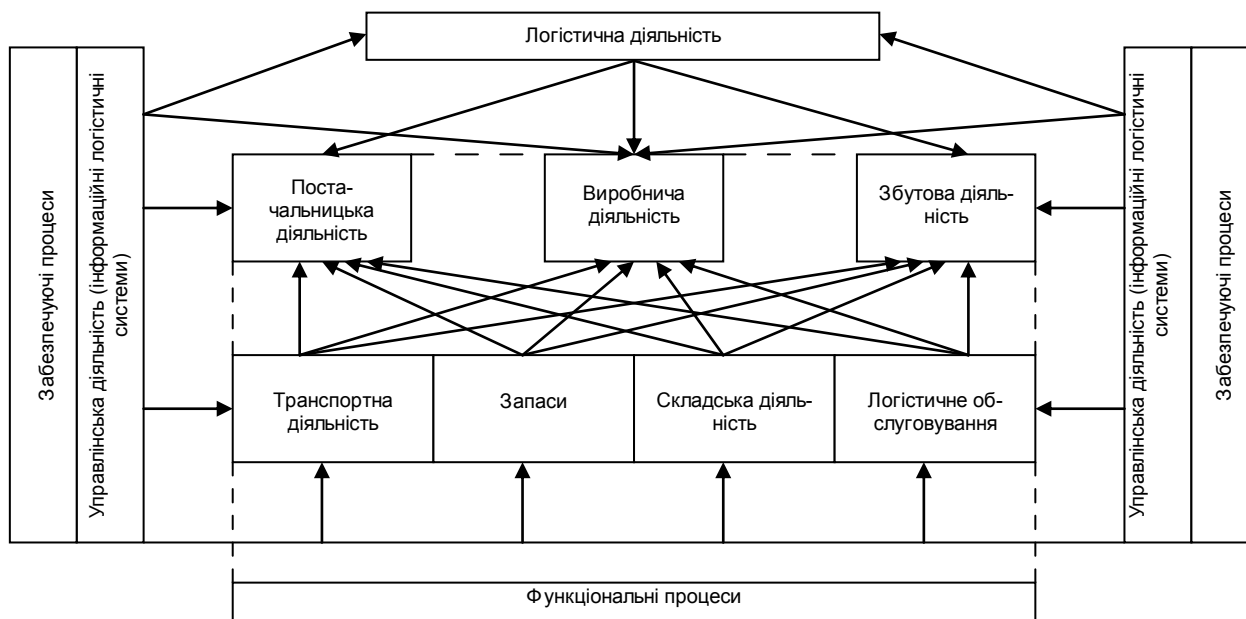 Логістична діяльність
Забезпечуючі процеси
Управлінська діяльність (інформаційні логістичні
системи)
Поста-
чальницька
діяльність
Виробнича
діяльність
Збутова діяль-
ність
Транспортна
діяльність
Запаси
Складська діяль-
ність
Логістичне об-
слуговування
Управлінська діяльність (інформаційні логістичні
системи)
Забезпечуючі процеси
Функціональні процеси